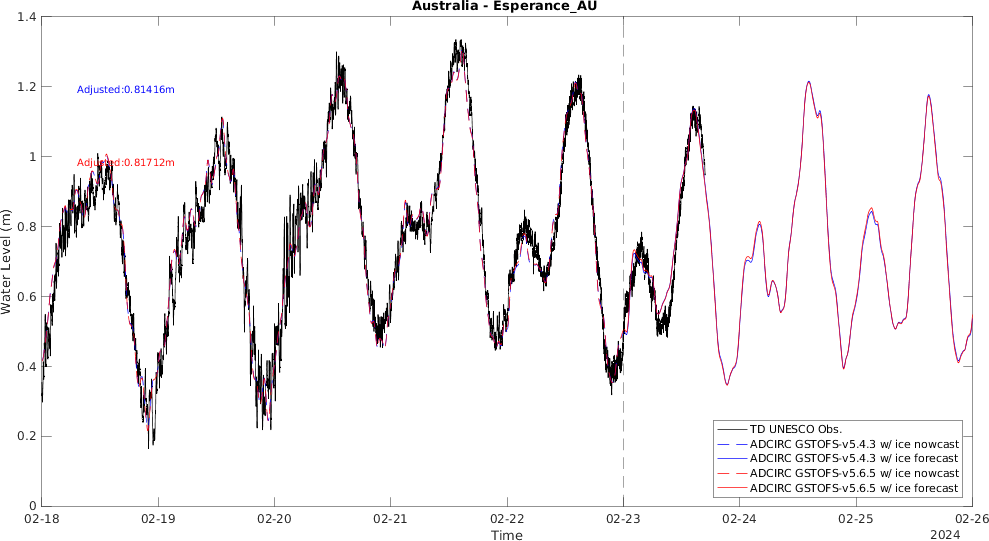 Australia - Esperance_AU
1.4
1.2
1
0.8
0.6
0.4
0.2
0
Water Level (m)
Adjusted:0.81416m
Adjusted:0.81712m
TD UNESCO Obs.
ADCIRC GSTOFS-v5.4.3 w/ ice nowcast
ADCIRC GSTOFS-v5.4.3 w/ ice forecast
ADCIRC GSTOFS-v5.6.5 w/ ice nowcast
ADCIRC GSTOFS-v5.6.5 w/ ice forecast
02-18 02-19 02-20 02-21 02-22 02-23 02-24 02-25 02-26
Time
2024